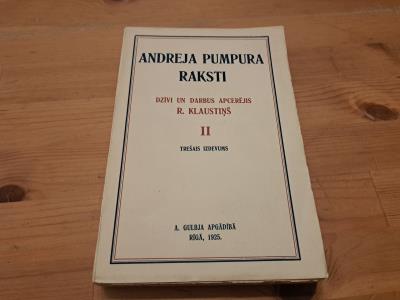 ANDREJA PUMPURA
RAKSTI
DZĪVI UN DARBUS APCERĒJIS
R. KLAUSTIŅŠ
II
TREŠAIS IZDEVUMS
A. GULBJA APGĀDĪBĀ
RĪGĀ, 1925.